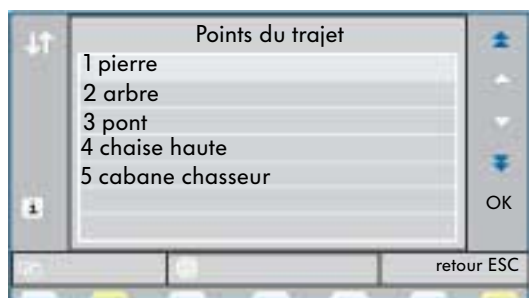 Points du trajet
1 pierre
2 arbre
3 pont
4 chaise haute
5 cabane chasseur
i
OK
retour ESC